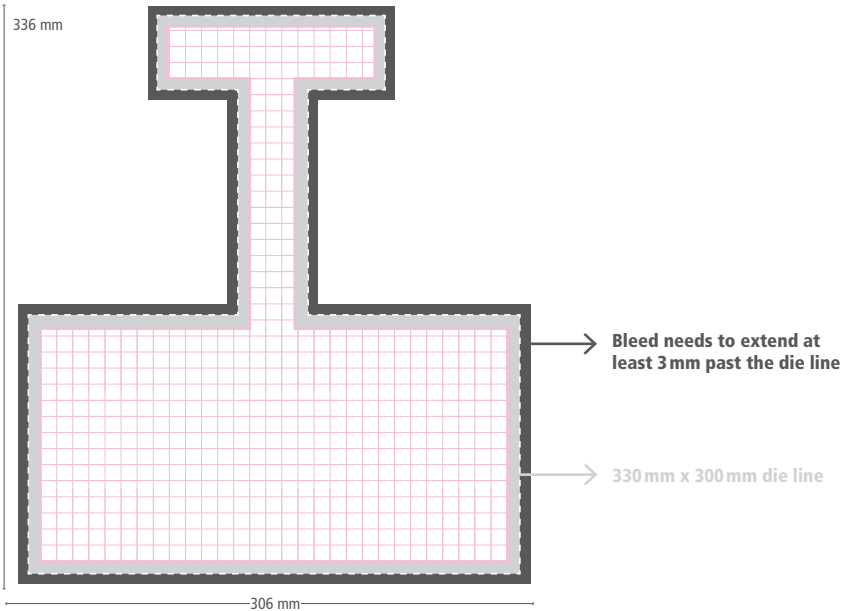 336 mm
Bleed needs to extend at
least 3 mm past the die line
330 mm x 300 mm die line
306 mm